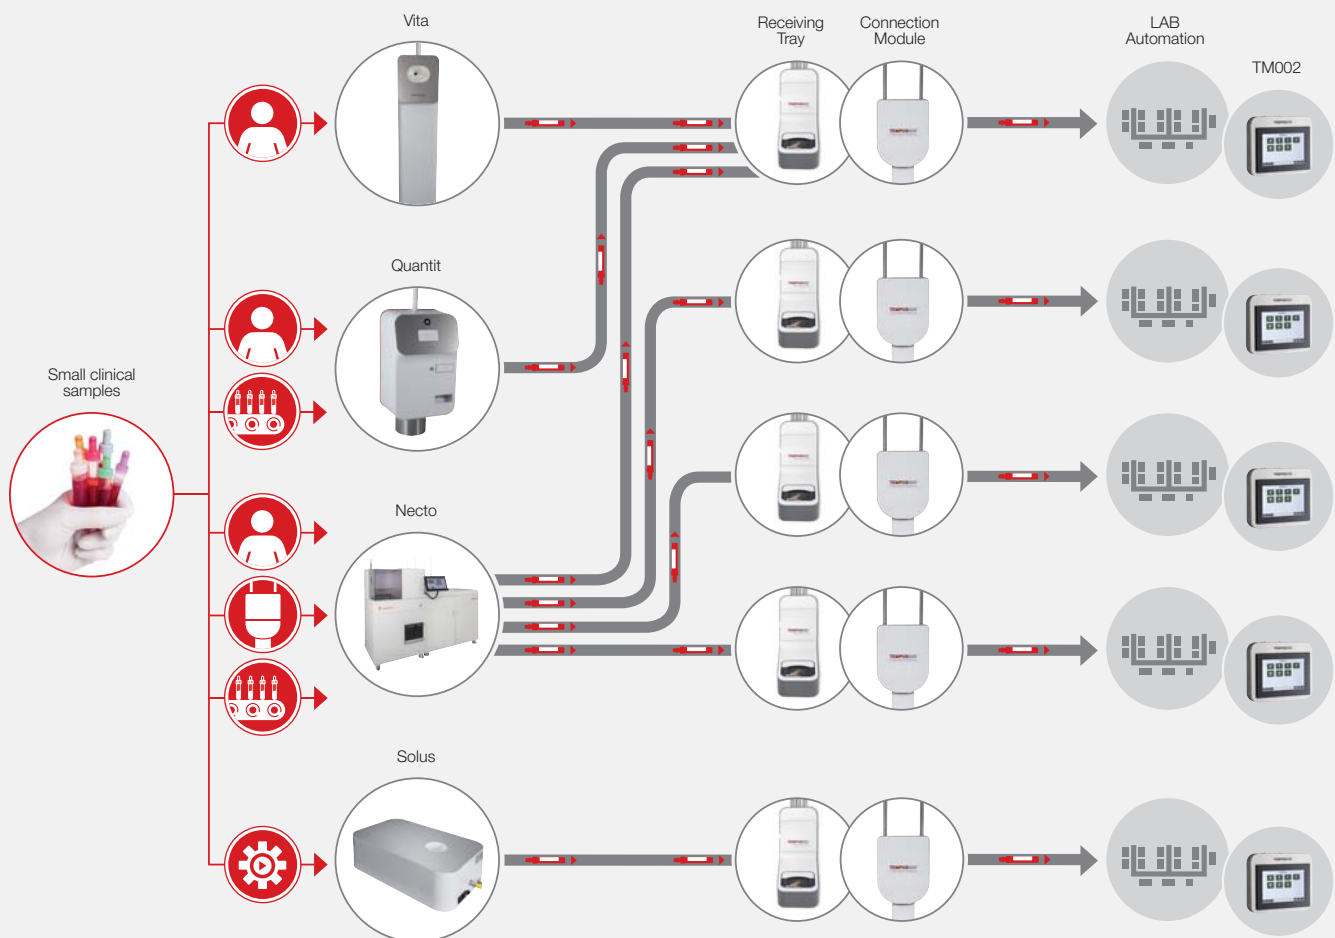 Vita
Receiving
Tray
Connection
Module
LAB
Automation
TM002
Quantit
Small clinical
samples
Necto
Solus